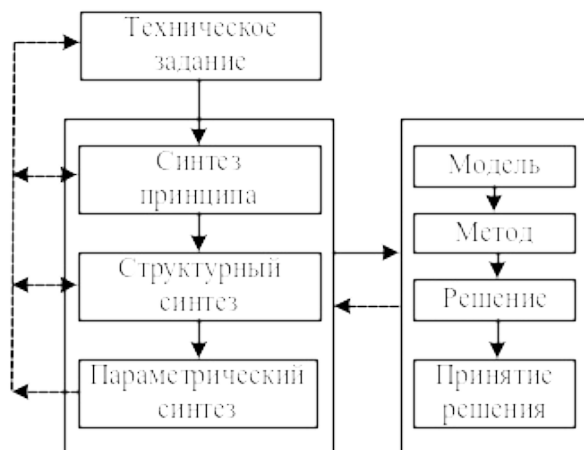 Техническое
задание
Синтез
принципа
Структурный
синтез
Параметрический
синтез
Модель
Метод
Решение
Принятие
решения